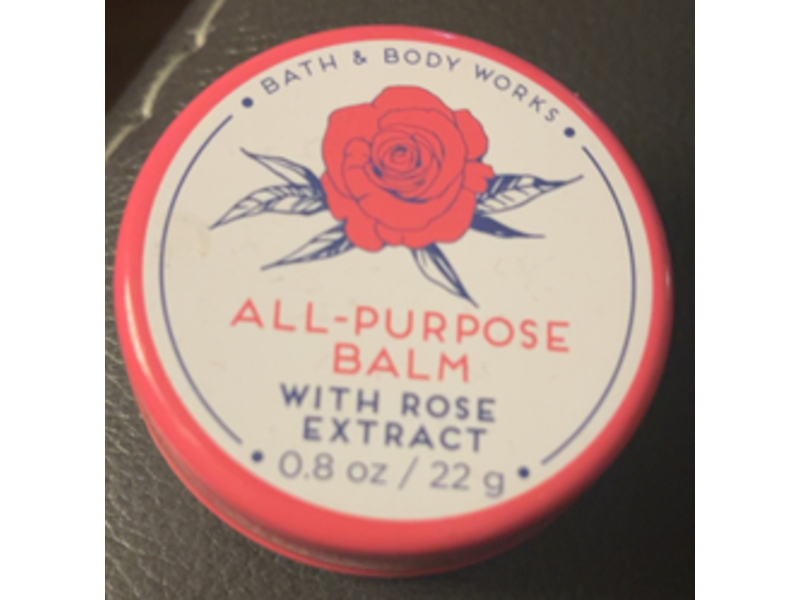 BATH & BODY WORKS
ALL-PURPOSE
BALM
WITH ROSE
EXTRACT
0.8 oz / 22 g